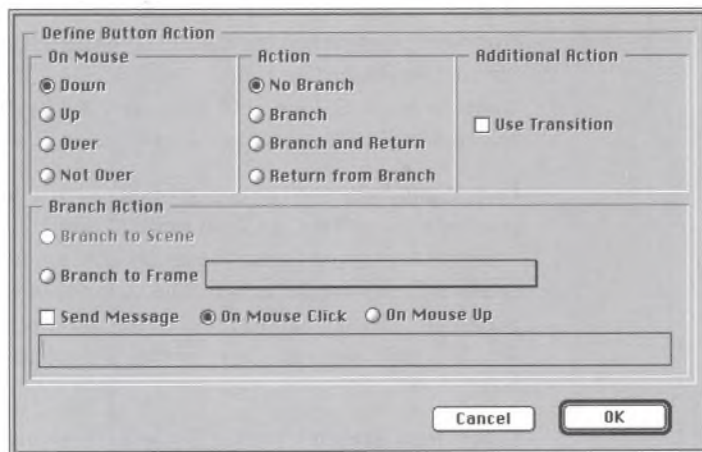 Define Button Action
On Mouse
Down
Up
Over
Not Over
Action
No Branch
Branch
Branch and Return
Return from Branch
Additional Action
Use Transition
Branch Action
Branch to Scene
Branch to Frame
Send Message On Mouse Click On Mouse Up
Cancel OK